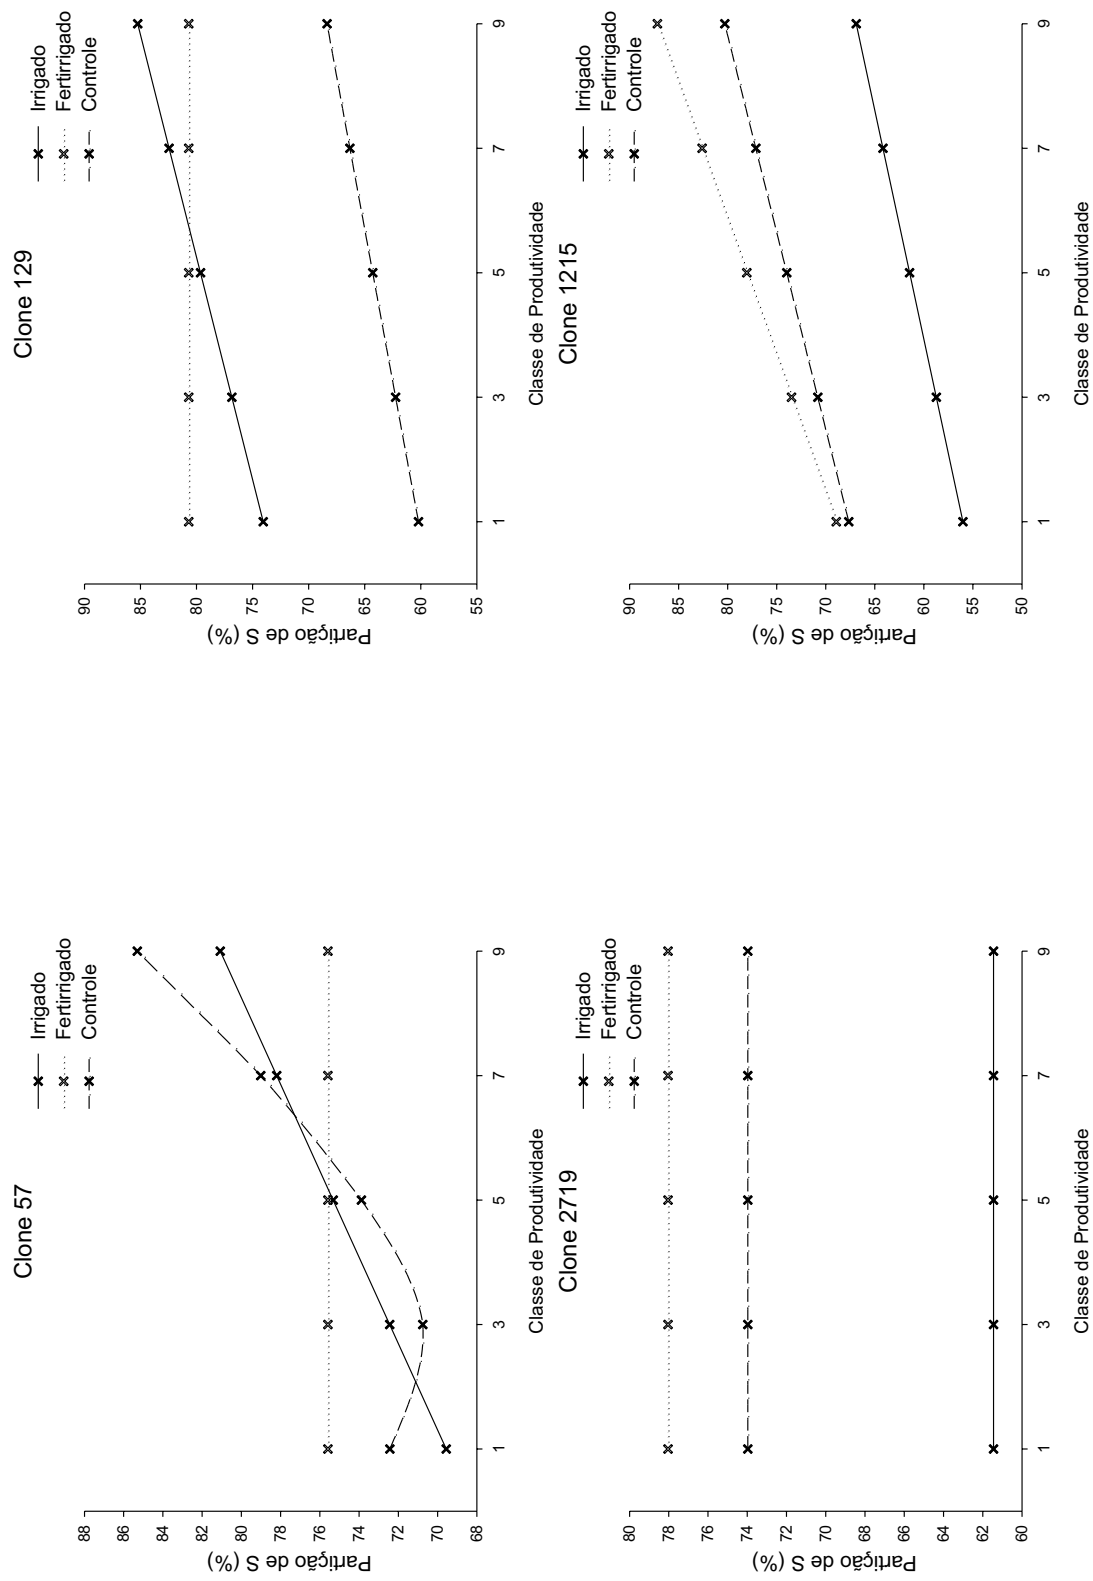 Clone 57
Irrigado
Fertirrigado
Controle
Partição de S (%)
88
86
84
82
80
78
76
74
72
70
68
1
3
5
7
9
Classe de Produtividade
Clone 129
Irrigado
Fertirrigado
Controle
Partição de S (%)
90
85
80
75
70
65
60
55
1
3
5
7
9
Classe de Produtividade
Clone 2719
Irrigado
Fertirrigado
Controle
Partição de S (%)
80
78
76
74
72
70
68
66
64
62
60
1
3
5
7
9
Classe de Produtividade
Clone 1215
Irrigado
Fertirrigado
Controle
Partição de S (%)
90
85
80
75
70
65
60
55
50
1
3
5
7
9
Classe de Produtividade